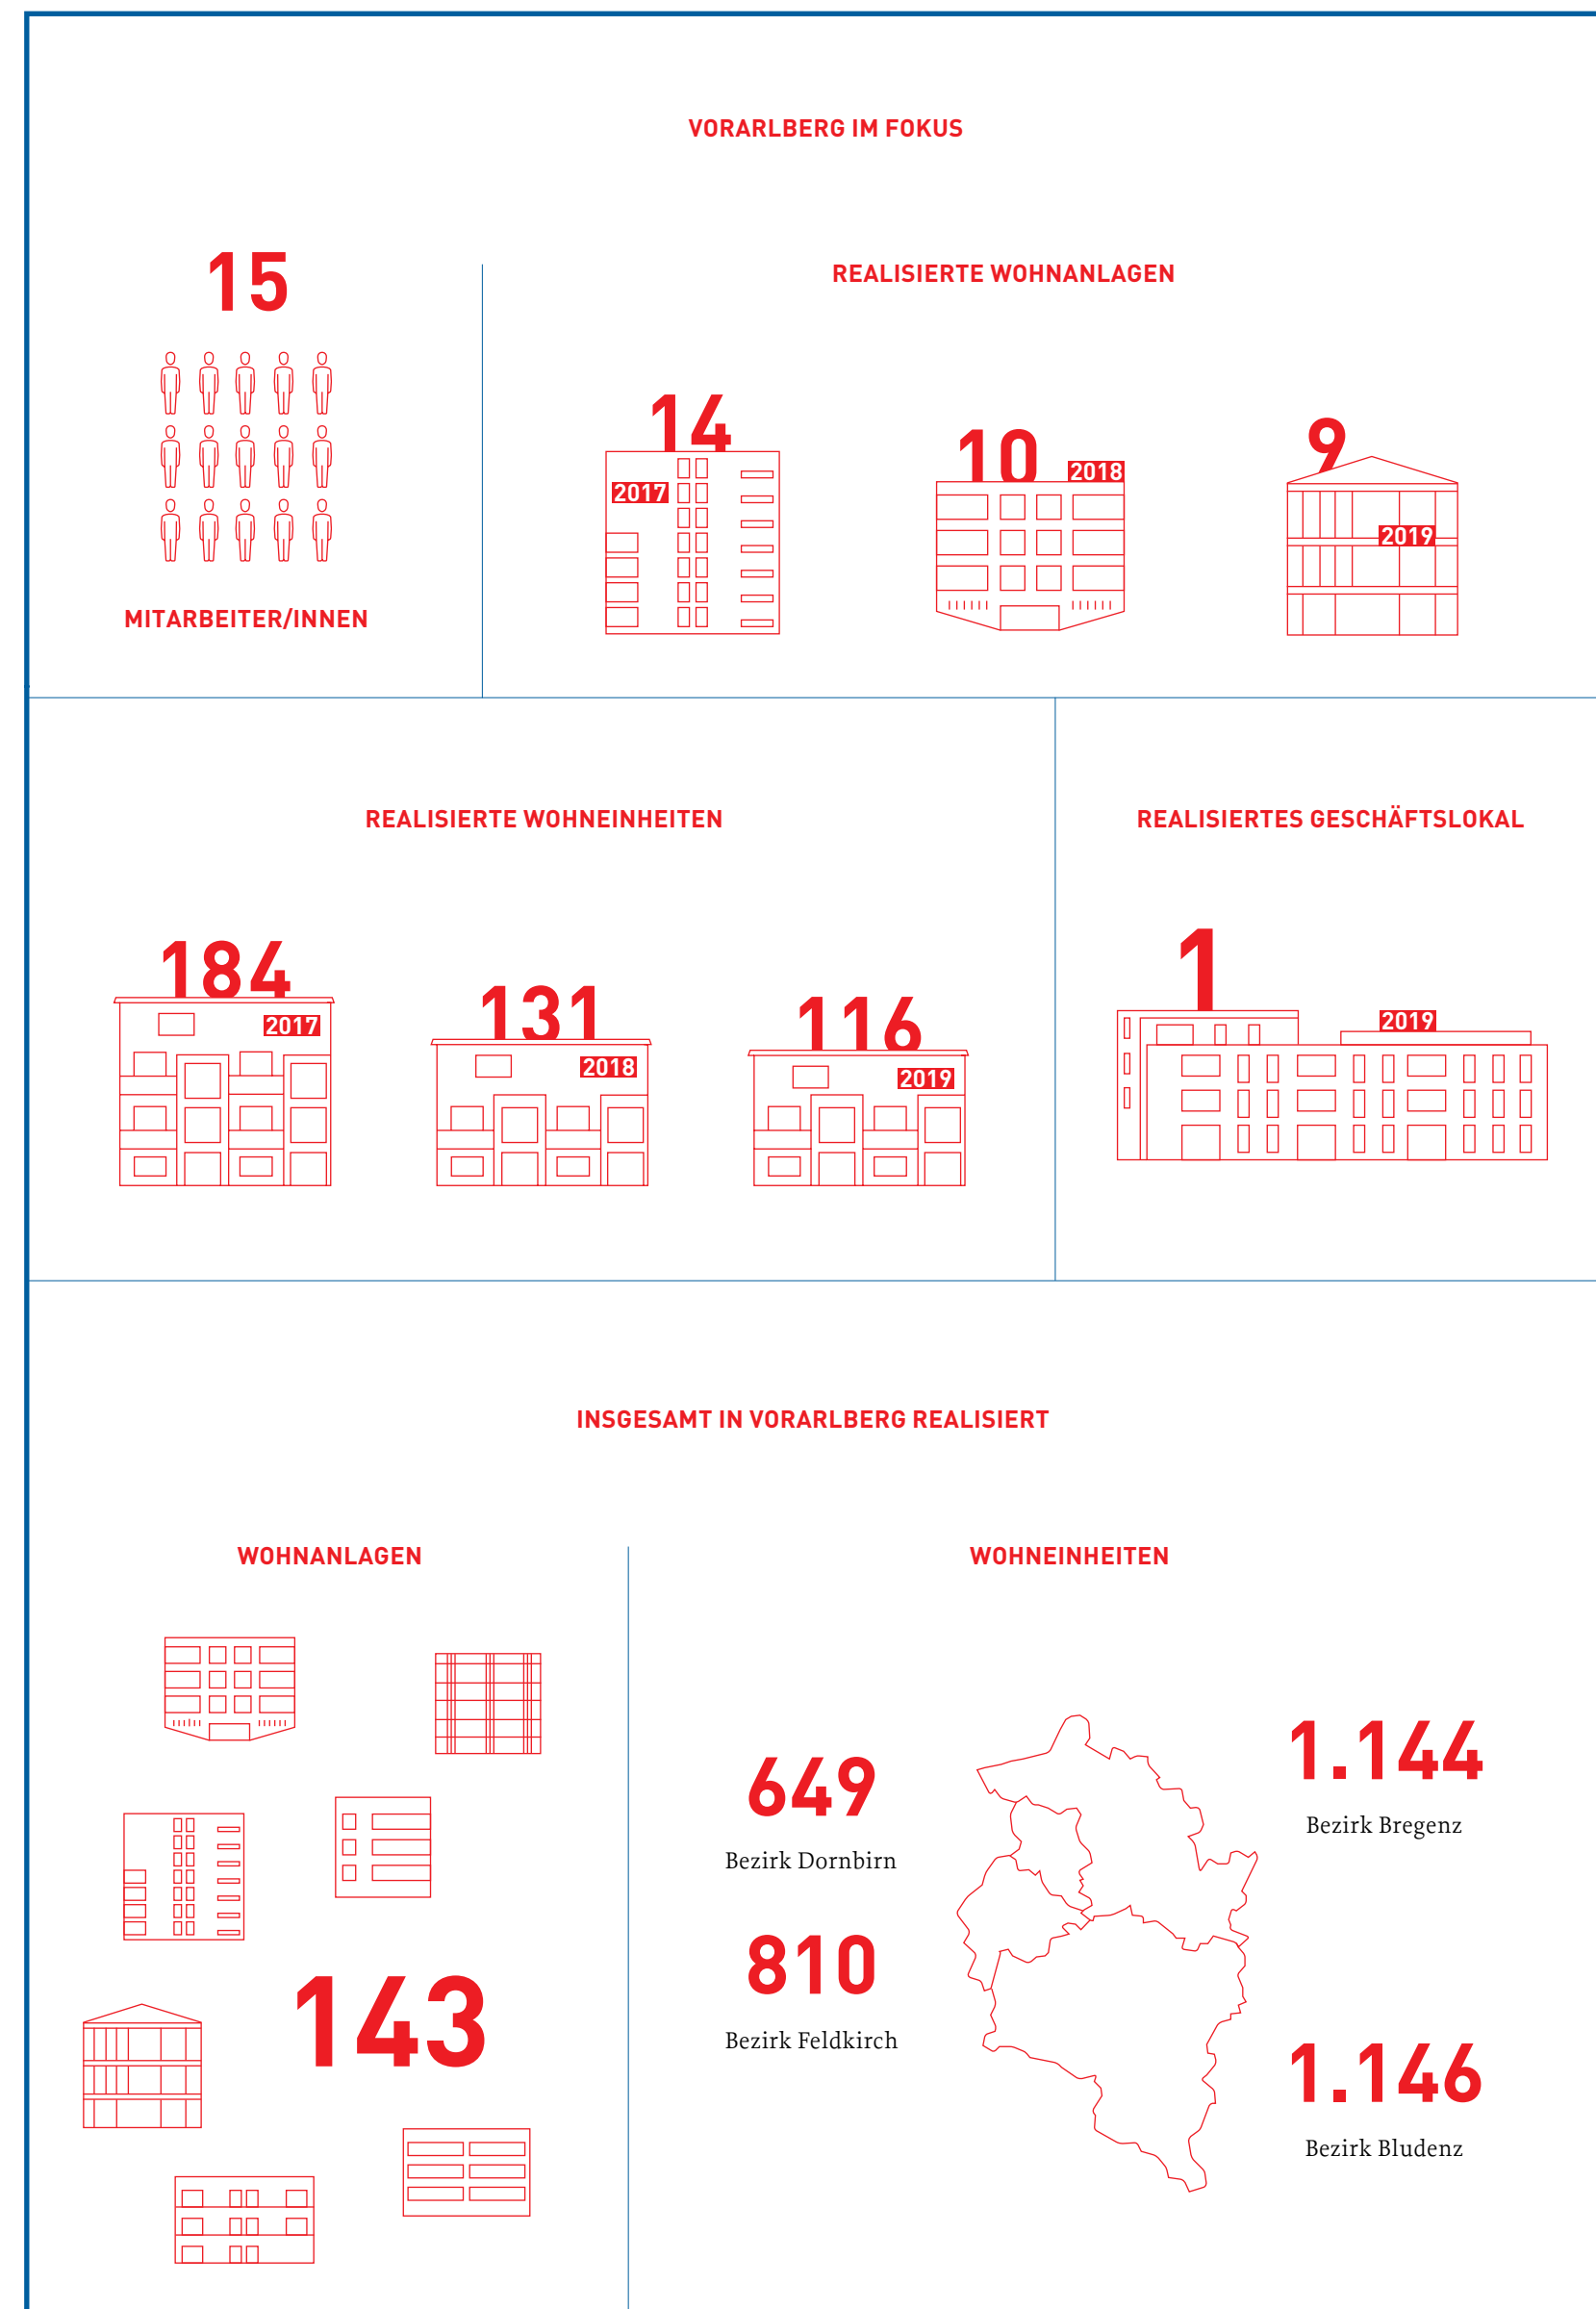 VORARLBERG IM FOKUS
15
MITARBEITER/INNEN
REALISIERTE WOHNANLAGEN
14
2017
10
2018
9
2019
REALISIERTE WOHNEINHEITEN
184
2017
131
2018
116
2019
REALISIERTES GESCHÄFTSLOKAL
1
2019
INSGESAMT IN VORARLBERG REALISIERT
WOHNANLAGEN
143
WOHNEINHEITEN
649
Bezirk Dornbirn
810
Bezirk Feldkirch
1.144
Bezirk Bregenz
1.146
Bezirk Bludenz